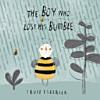 THE BOY WHO
LOST HIS BUMBLE
TRUDI ESBERGER